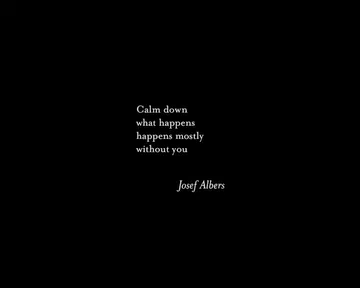 Calm down
what happens
happens mostly
without you
Josef Albers